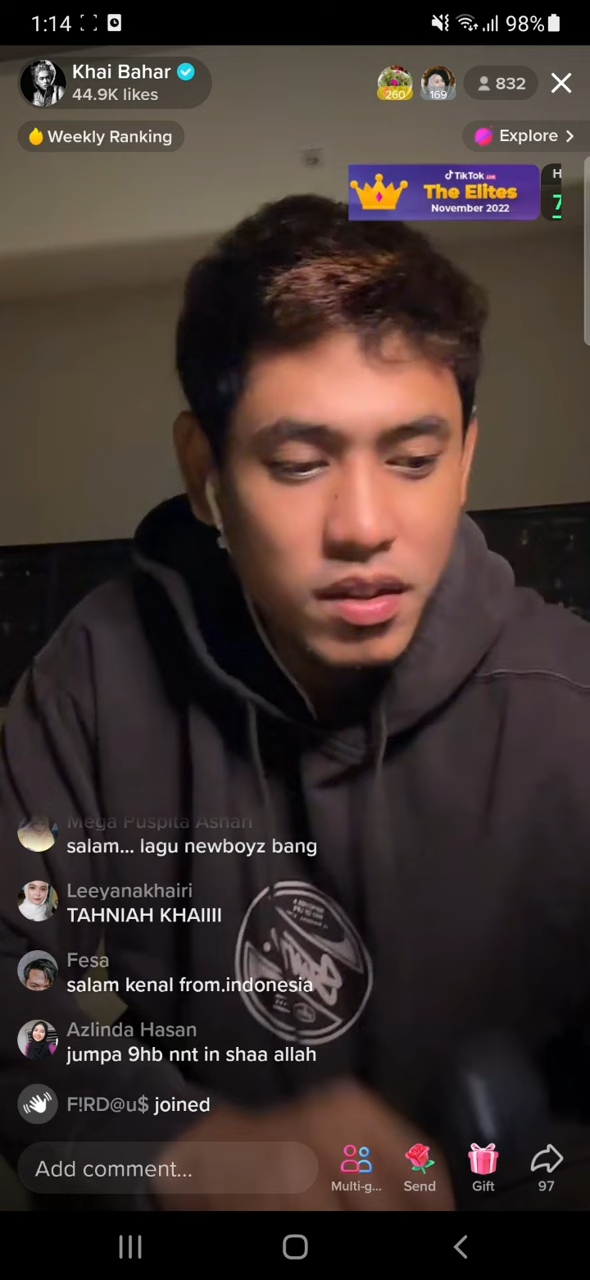 1:14
98%
Khai Bahar
44.9K likes
260
169
832
Weekly Ranking
Explore
TikTok LIVE
The Elites
November 2022
H
7
Mega Puspita Asnari
salam... lagu newboyz bang
Leeyanakhairi
TAHNIAH KHAIIII
Fesa
salam kenal from.indonesia
Azlinda Hasan
jumpa 9hb nnt in shaa allah
F!RD@u$ joined
Add comment...
Multi-g...
Send
Gift
97